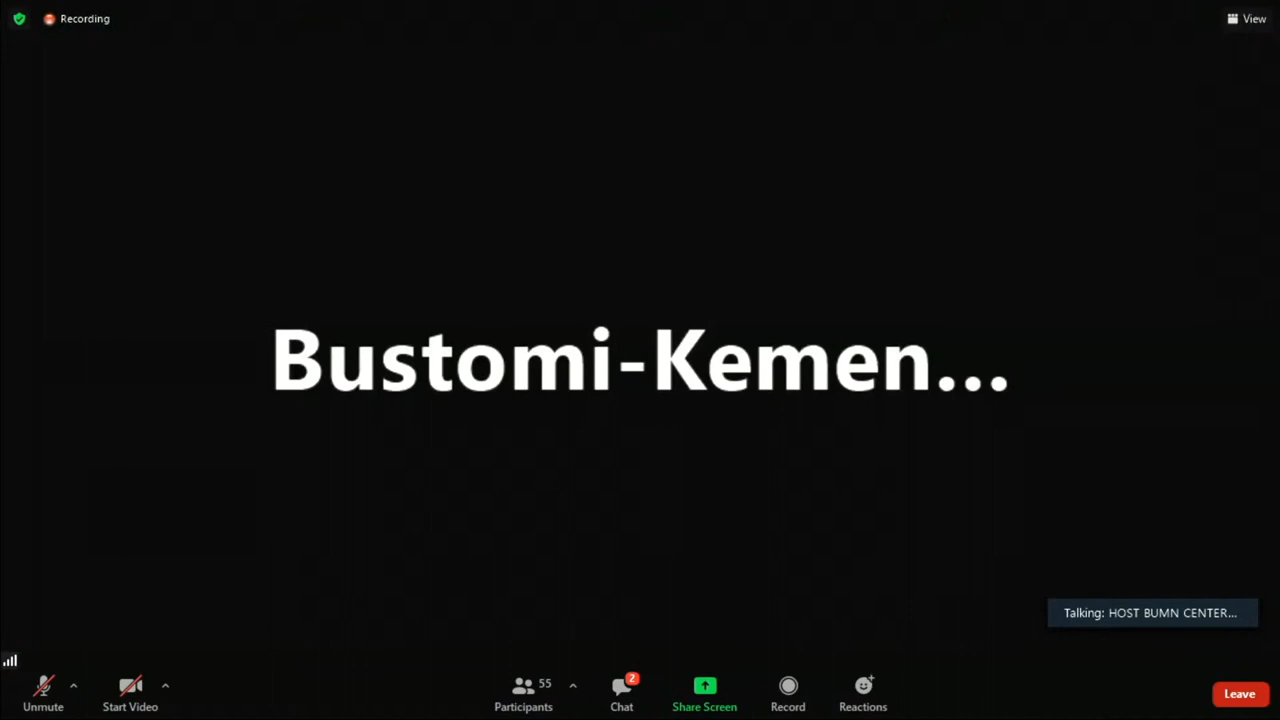 Recording
View
Bustomi-Kemen...
Talking: HOST BUMN CENTER...
55
2
Unmute
Start Video
Participants
Chat
Share Screen
Record
Reactions
Leave